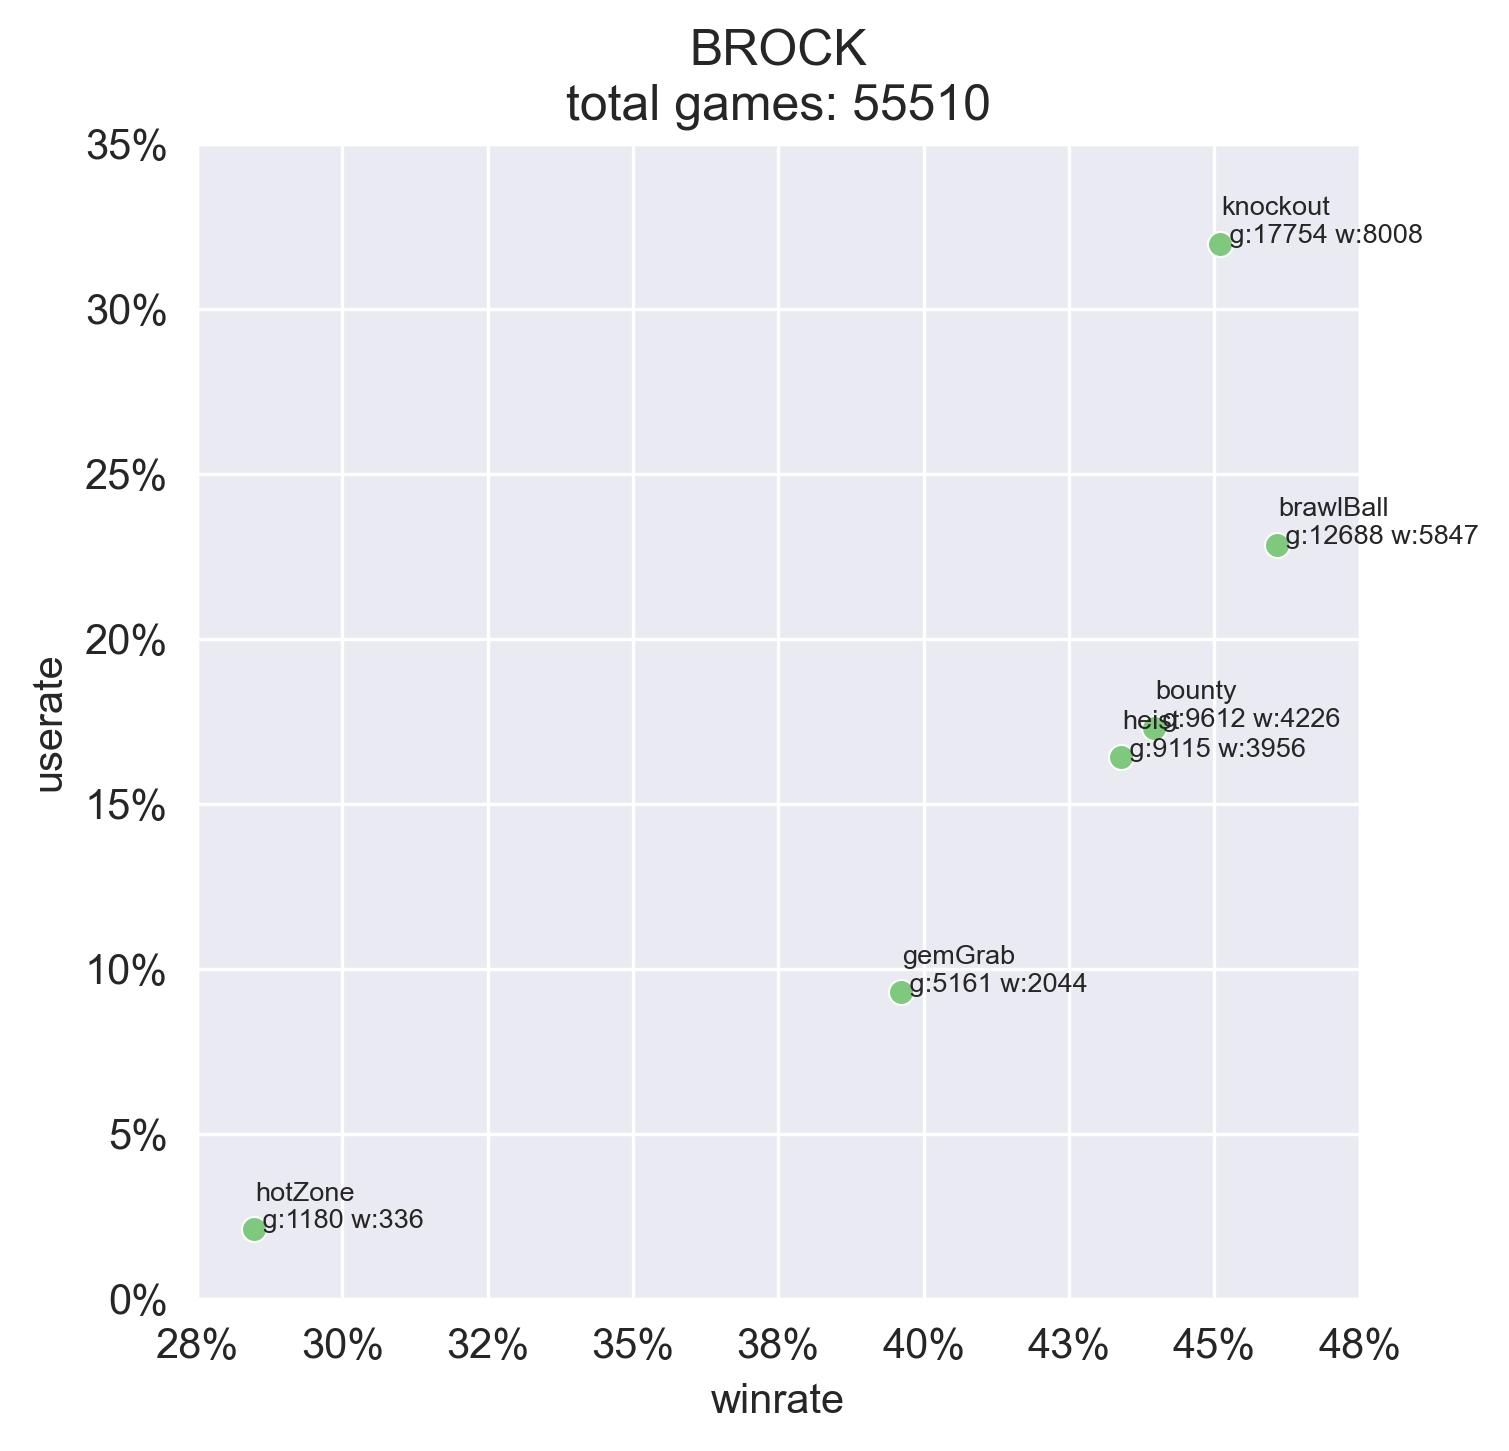 BROCK
total games: 55510
35%
30%
25%
20%
15%
10%
5%
0%
userate
knockout
g:17754 w:8008
brawlBall
g:12688 w:5847
bounty
g:9612 w:4226
heist
g:9115 w:3956
gemGrab
g:5161 w:2044
hotZone
g:1180 w:336
28% 30% 32% 35% 38% 40% 43% 45% 48%
winrate